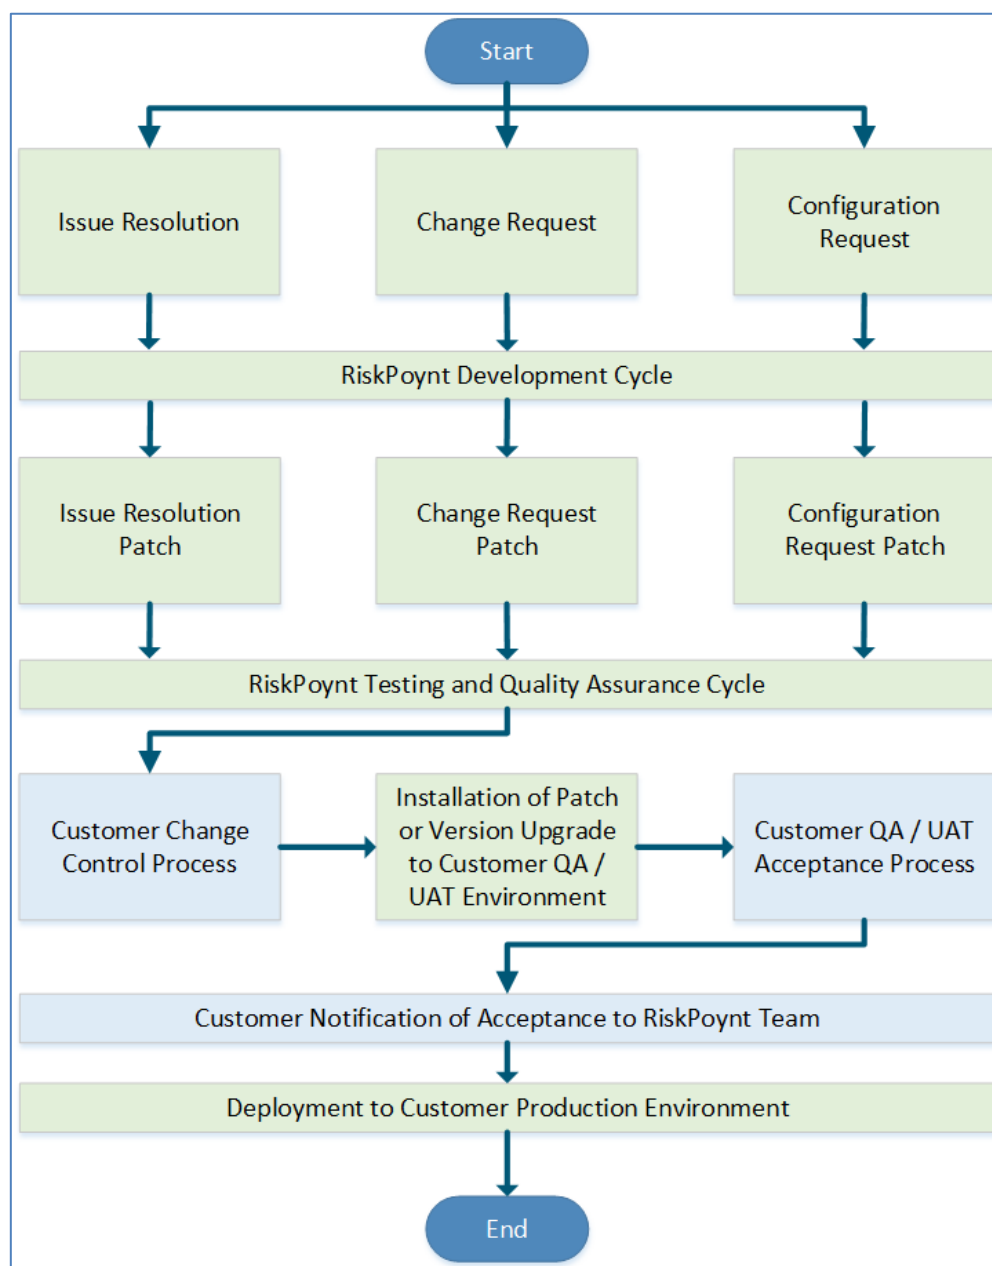 Start
Issue Resolution
Change Request
Configuration
Request
RiskPoynt Development Cycle
Issue Resolution
Patch
Change Request
Patch
Configuration
Request Patch
RiskPoynt Testing and Quality Assurance Cycle
Customer Change
Control Process
Installation of Patch
or Version Upgrade
to Customer QA /
UAT Environment
Customer QA / UAT
Acceptance Process
Customer Notification of Acceptance to RiskPoynt Team
Deployment to Customer Production Environment
End